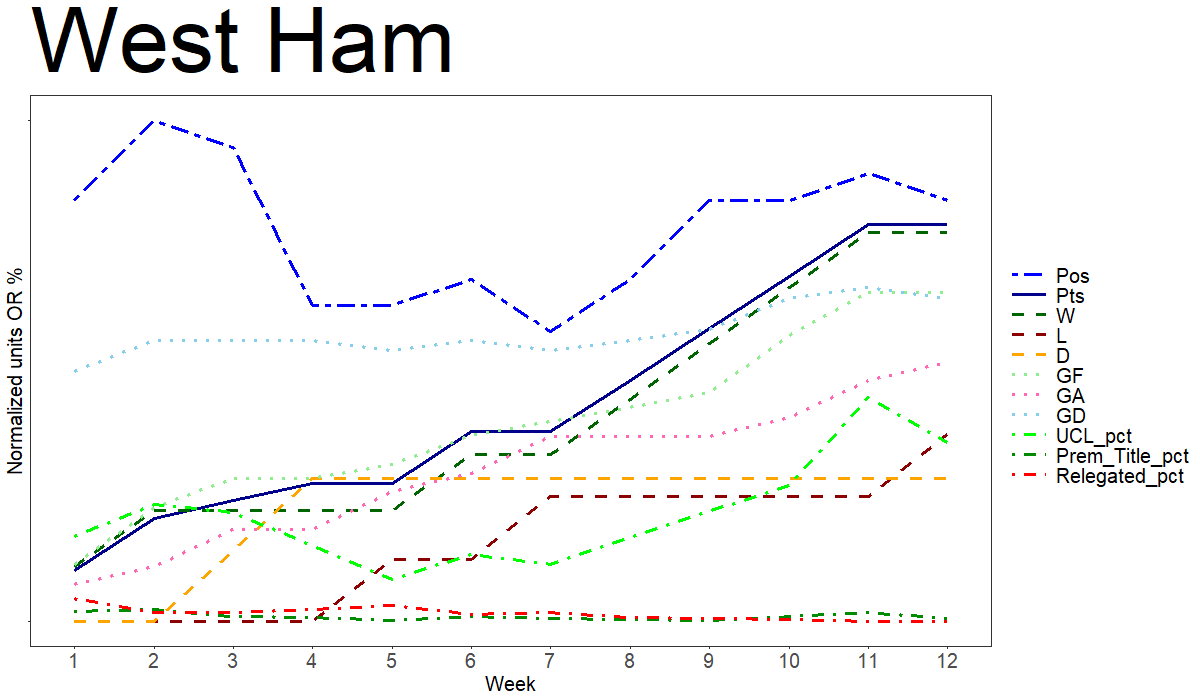 West Ham
Normalized units OR %
Pos
Pts
W
L
D
GF
GA
GD
UCL_pct
Prem_Title_pct
Relegated_pct
1 2 3 4 5 6 7 8 9 10 11 12
Week